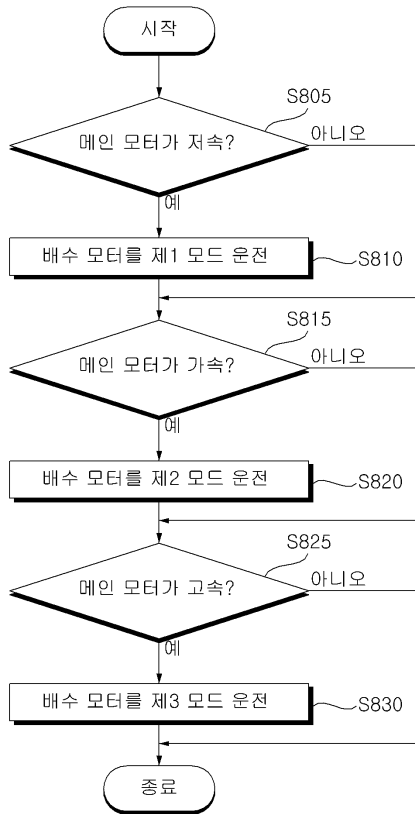 시작
S805
메인 모터가 저속?
아니오
예
배수 모터를 제1 모드 운전
S810
S815
메인 모터가 가속?
아니오
예
배수 모터를 제2 모드 운전
S820
S825
메인 모터가 고속?
아니오
예
배수 모터를 제3 모드 운전
S830
종료